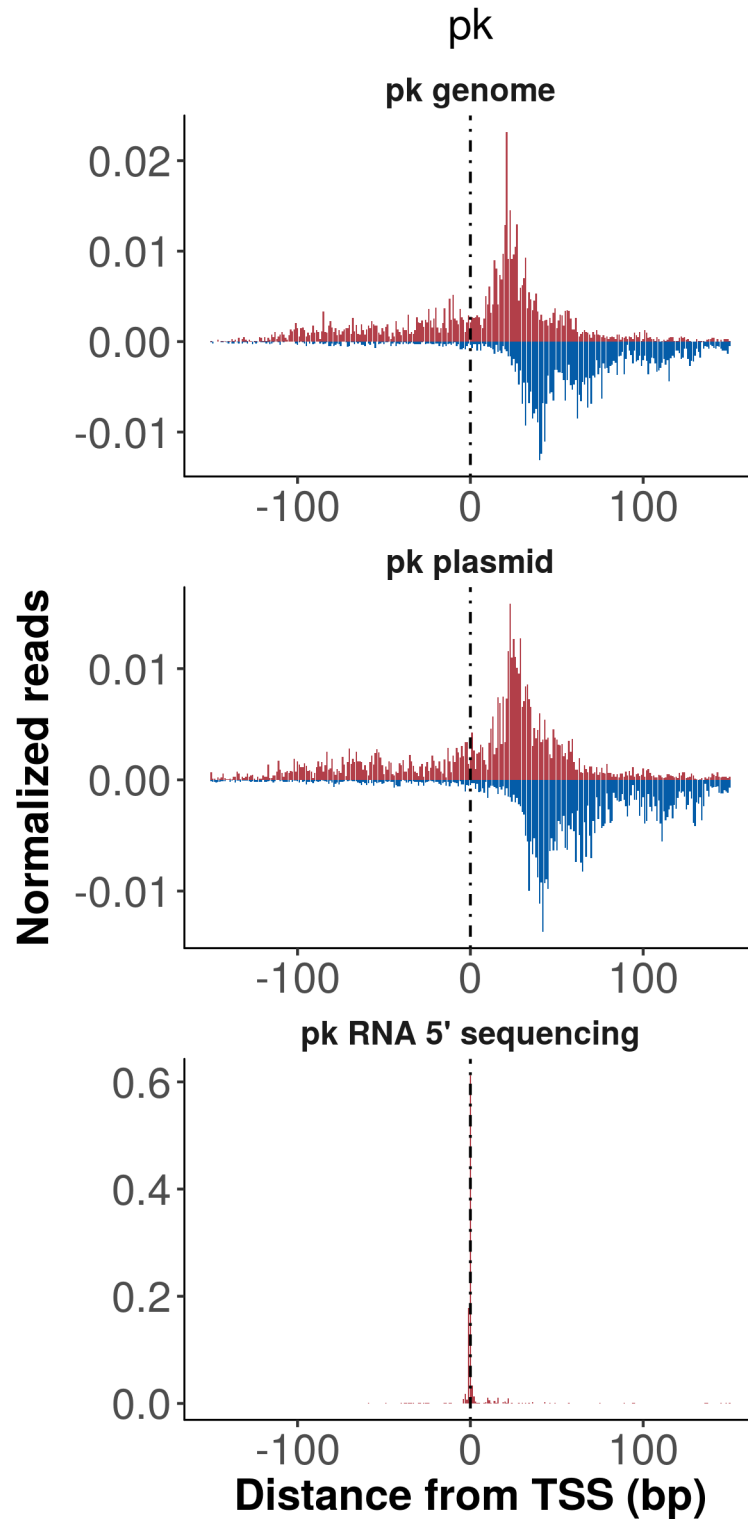 pk
pk genome
0.02
0.01
0.00
-0.01
-100 0 100
pk plasmid
Normalized reads
0.01
0.00
-0.01
-100 0 100
pk RNA 5' sequencing
0.6
0.4
0.2
0.0
-100 0 100
Distance from TSS (bp)